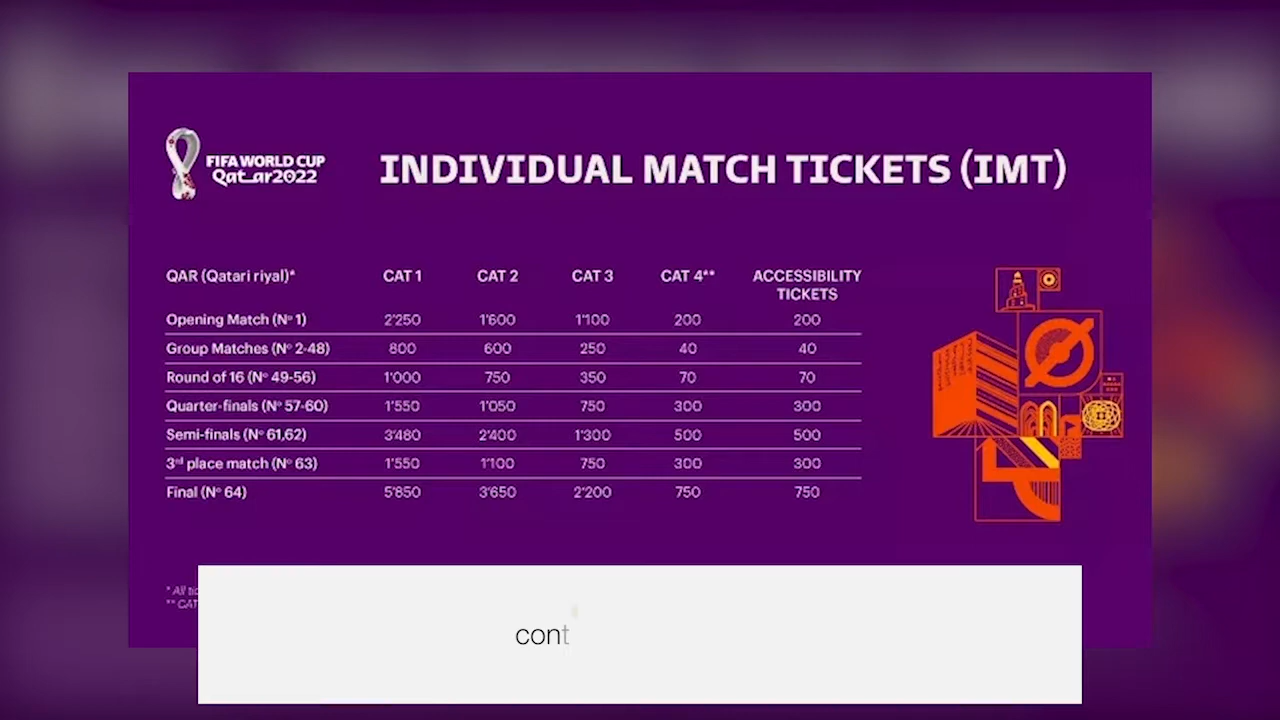 FIFA WORLD CUP
Qatar2022
INDIVIDUAL MATCH TICKETS (IMT)
QAR (Qatari riyal)* CAT 1 CAT 2 CAT 3 CAT 4** ACCESSIBILITY
TICKETS
Opening Match (Nº 1) 2'250 1'600 1'100 200 200
Group Matches (Nº 2-48) 800 600 250 40 40
Round of 16 (Nº 49-56) 1'000 750 350 70 70
Quarter-finals (Nº 57-60) 1'550 1'050 750 300 300
Semi-finals (Nº 61,62) 3'480 2'400 1'300 500 500
3rd place match (Nº 63) 1'550 1'100 750 300 300
Final (Nº 64) 5'850 3'650 2'200 750 750
* All
** CAT
cont